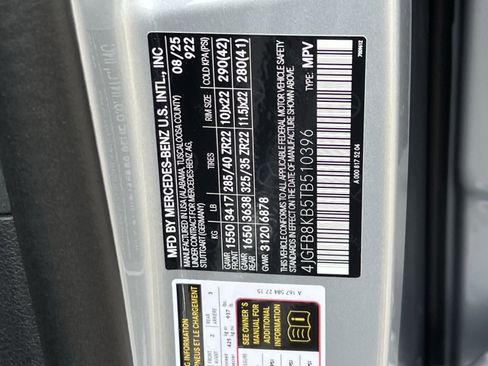 MFD BY MERCEDES-BENZ U.S. INTL., INC
MANUFACTURED IN USA (ALABAMA, TUSCALOOSA COUNTY)
UNDER CONTRACT FOR MERCEDES-BENZ AG,
STUTTGART (GERMANY)
08/25
922
KG LB TIRES RIM SIZE COLD KPA(PSI)
GAWR FRONT 1550 3417 285/40 ZR22 (10)x22 290(42)
GAWR REAR 1650 3638 325/35 ZR22 (11.5)x22 280(41)
GVWR 3120 6878
THIS VEHICLE CONFORMS TO ALL APPLICABLE FEDERAL MOTOR VEHICLE SAFETY
STANDARDS IN EFFECT ON THE DATE OF MANUFACTURE SHOWN ABOVE.
4JGFB8KB5TB510396 TYPE: MPV
A 000 817 52 04
A 167 584 27 15
SEE OWNER'S
MANUAL FOR
ADDITIONAL
INFORMATION